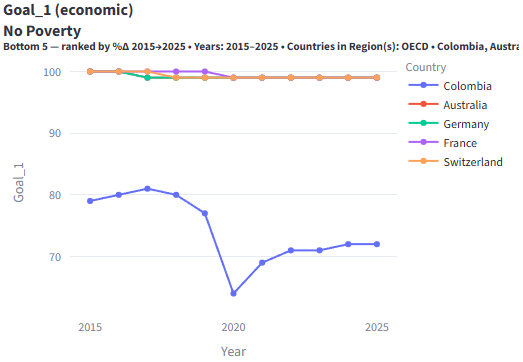 Goal_1 (economic)
No Poverty
Bottom 5 — ranked by %Δ 2015→2025 • Years: 2015–2025 • Countries in Region(s): OECD • Colombia, Austra
Country
Colombia
Australia
Germany
France
Switzerland
100
90
80
70
Goal_1
2015
2020
2025
Year